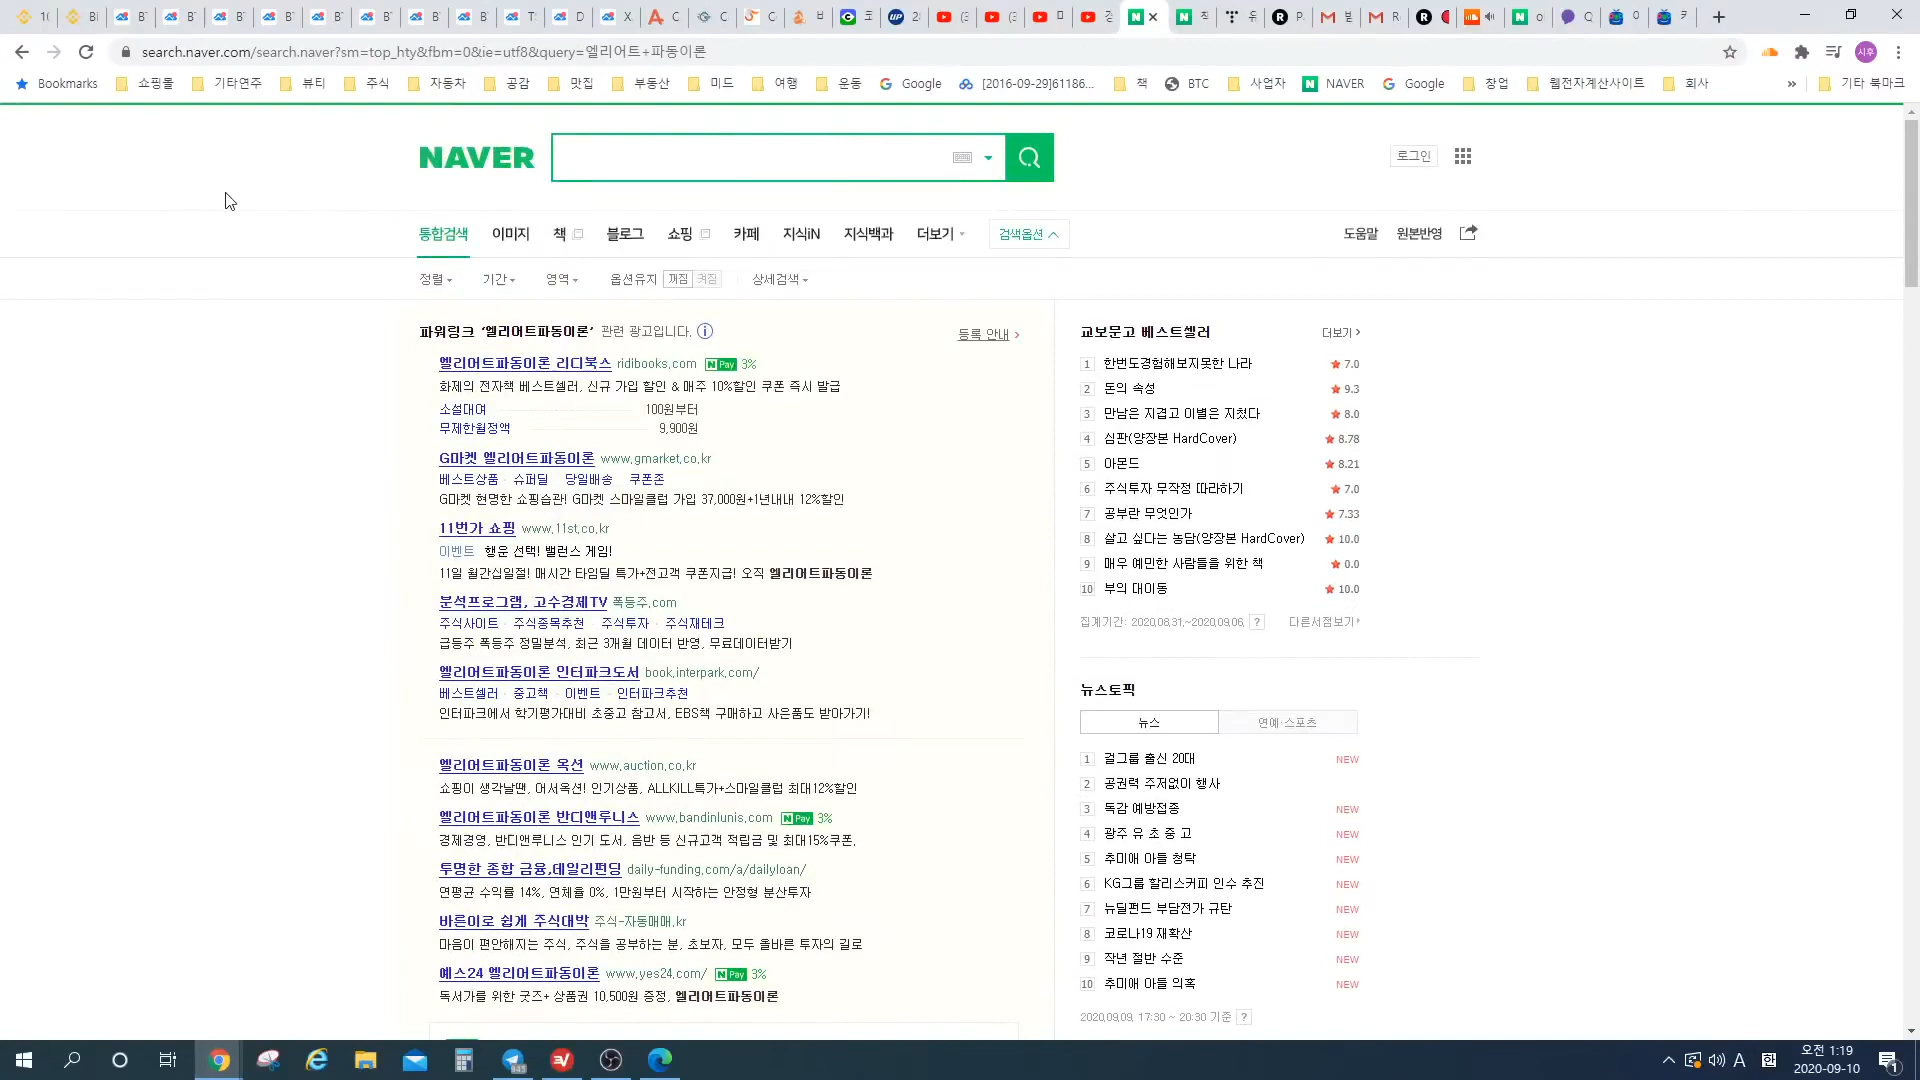 search.naver.com/search.naver?sm=top_hty&fbm=0&ie=utf8&query=엘리어트+파동이론
시후
Bookmarks 쇼핑몰 기타연주 뷰티 주식 자동차 공감 맛집 부동산 미드 여행 운동 Google [2016-09-29]61186... 책 BTC 사업자 NAVER Google 창업 웹전자계산사이트 회사 » 기타 북마크
NAVER
로그인
통합검색 이미지 책 블로그 쇼핑 카페 지식iN 지식백과 더보기 검색옵션
도움말 원본반영
정렬 기간 영역 옵션유지 꺼짐 켜짐 상세검색
파워링크 ‘엘리어트파동이론’ 관련 광고입니다.
등록 안내
엘리어트파동이론 리디북스 ridibooks.com N Pay 3%
화제의 전자책 베스트셀러, 신규 가입 할인 & 매주 10%할인 쿠폰 즉시 발급
소설대여 100원부터
무제한월정액 9,900원
G마켓 엘리어트파동이론 www.gmarket.co.kr
베스트상품 슈퍼딜 당일배송 쿠폰존
G마켓 현명한 쇼핑습관! G마켓 스마일클럽 가입 37,000원+1년내내 12%할인
11번가 쇼핑 www.11st.co.kr
이벤트 행운 선택! 밸런스 게임!
11일 월간십일절! 매시간 타임딜 특가+전고객 쿠폰지급! 오직 엘리어트파동이론
분석프로그램, 고수경제TV 폭등주.com
주식사이트 주식종목추천 주식투자 주식재테크
급등주 폭등주 정밀분석, 최근 3개월 데이터 반영, 무료데이터받기
엘리어트파동이론 인터파크도서 book.interpark.com/
베스트셀러 중고책 이벤트 인터파크추천
인터파크에서 학기평가대비 초중고 참고서, EBS책 구매하고 사은품도 받아가기!
엘리어트파동이론 옥션 www.auction.co.kr
쇼핑이 생각날땐, 어서옥션! 인기상품, ALLKILL특가+스마일클럽 최대12%할인
엘리어트파동이론 반디앤루니스 www.bandinlunis.com N Pay 3%
경제경영, 반디앤루니스 인기 도서, 음반 등 신규고객 적립금 및 최대15%쿠폰.
투명한 종합 금융,데일리펀딩 daily-funding.com/a/dailyloan/
연평균 수익률 14%, 연체율 0%, 1만원부터 시작하는 안정형 분산투자
바른이로 쉽게 주식대박 주식-자동매매.kr
마음이 편안해지는 주식, 주식을 공부하는 분, 초보자, 모두 올바른 투자의 길로
예스24 엘리어트파동이론 www.yes24.com/ N Pay 3%
독서가를 위한 굿즈+ 상품권 10,500원 증정, 엘리어트파동이론
교보문고 베스트셀러 더보기
1 한번도경험해보지못한 나라 7.0
2 돈의 속성 9.3
3 만남은 지겹고 이별은 지쳤다 8.0
4 심판(양장본 HardCover) 8.78
5 아몬드 8.21
6 주식투자 무작정 따라하기 7.0
7 공부란 무엇인가 7.33
8 살고 싶다는 농담(양장본 HardCover) 10.0
9 매우 예민한 사람들을 위한 책 0.0
10 부의 대이동 10.0
집계기간: 2020.08.31.~2020.09.06. ? 다른서점보기
뉴스토픽
뉴스 연예·스포츠
1 걸그룹 출신 20대 NEW
2 공권력 주저없이 행사
3 독감 예방접종 NEW
4 광주 유 초 중 고 NEW
5 추미애 아들 청탁 NEW
6 KG그룹 할리스커피 인수 추진 NEW
7 뉴딜펀드 부담전가 규탄 NEW
8 코로나19 재확산 NEW
9 작년 절반 수준 NEW
10 추미애 아들 의혹 NEW
2020.09.09. 17:30 ~ 20:30 기준 ?
A 한 오전 1:19
2020-09-10